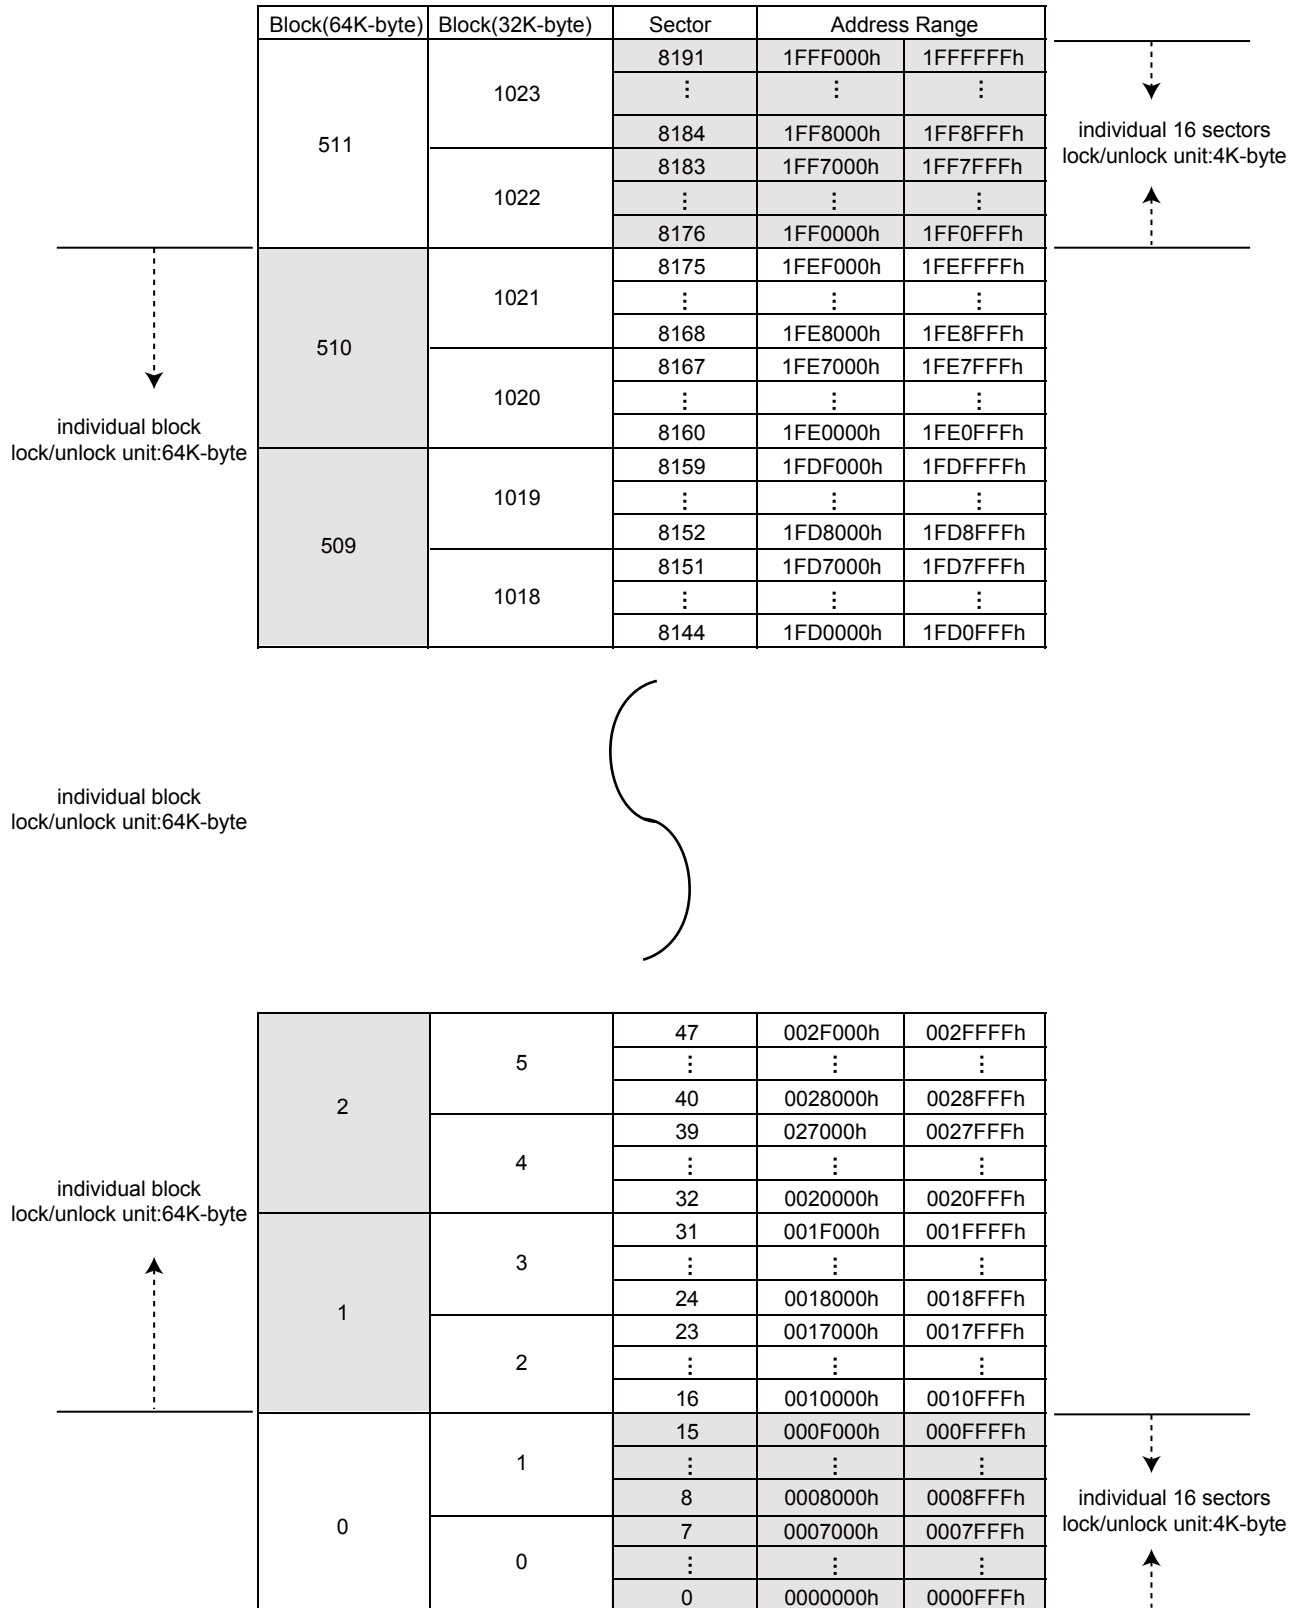 Block(64K-byte) Block(32K-byte) Sector Address Range
8191 1FFF000h 1FFFFFFh
1023
8184 1FF8000h 1FF8FFFh
511
8183 1FF7000h 1FF7FFFh
1022
8176 1FF0000h 1FF0FFFh
individual 16 sectors
lock/unlock unit:4K-byte
8175 1FEF000h 1FEFFFFh
1021
8168 1FE8000h 1FE8FFFh
510
8167 1FE7000h 1FE7FFFh
1020
8160 1FE0000h 1FE0FFFh
individual block
lock/unlock unit:64K-byte
8159 1FDF000h 1FDFFFFh
1019
8152 1FD8000h 1FD8FFFh
509
8151 1FD7000h 1FD7FFFh
1018
8144 1FD0000h 1FD0FFFh
individual block
lock/unlock unit:64K-byte
47 002F000h 002FFFFh
5
40 0028000h 0028FFFh
2
39 027000h 0027FFFh
4
32 0020000h 0020FFFh
individual block
lock/unlock unit:64K-byte
31 001F000h 001FFFFh
3
24 0018000h 0018FFFh
1
23 0017000h 0017FFFh
2
16 0010000h 0010FFFh
15 000F000h 000FFFFh
1
8 0008000h 0008FFFh
0
7 0007000h 0007FFFh
0
0 0000000h 0000FFFh
individual 16 sectors
lock/unlock unit:4K-byte